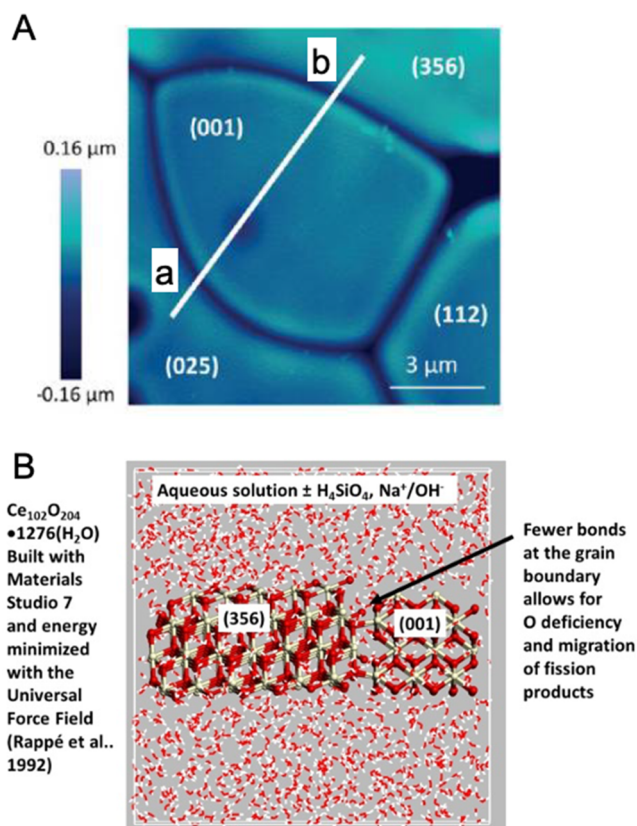 A
b
(356)
(001)
0.16 µm
a
(112)
(025)
3 µm
-0.16 µm
B
Aqueous solution ± H₄SiO₄, Na⁺/OH⁻
Ce₁₀₂O₂₀₄
•1276(H₂O)
Built with
Materials
Studio 7
and energy
minimized
with the
Universal
Force Field
(Rappé et al..
1992)
(356)
(001)
Fewer bonds
at the grain
boundary
allows for
O deficiency
and migration
of fission
products